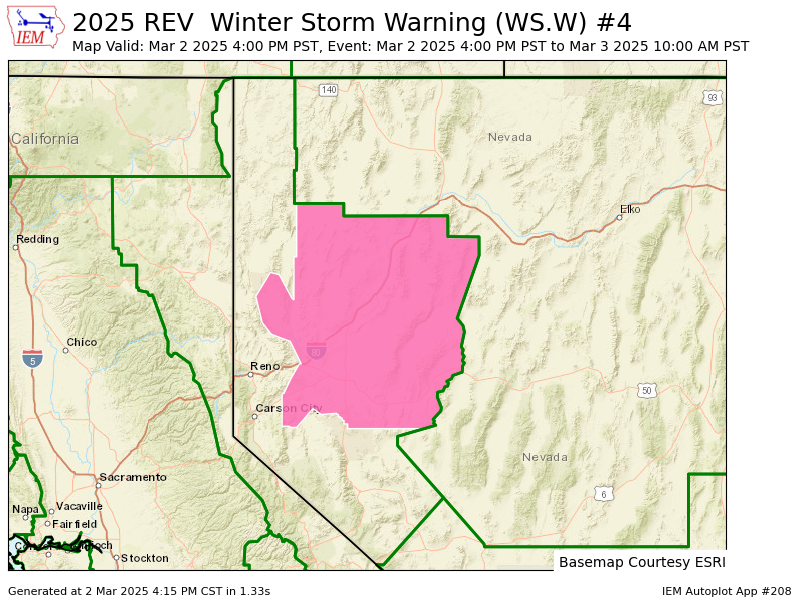 IEM
2025 REV  Winter Storm Warning (WS.W) #4
Map Valid: Mar 2 2025 4:00 PM PST, Event: Mar 2 2025 4:00 PM PST to Mar 3 2025 10:00 AM PST
140
93
California
Nevada
Elko
Redding
Chico
5
80
Reno
50
Carson City
Nevada
Sacramento
6
Napa
Vacaville
Fairfield
Stockton
Basemap Courtesy ESRI
Generated at 2 Mar 2025 4:15 PM CST in 1.33s
IEM Autoplot App #208